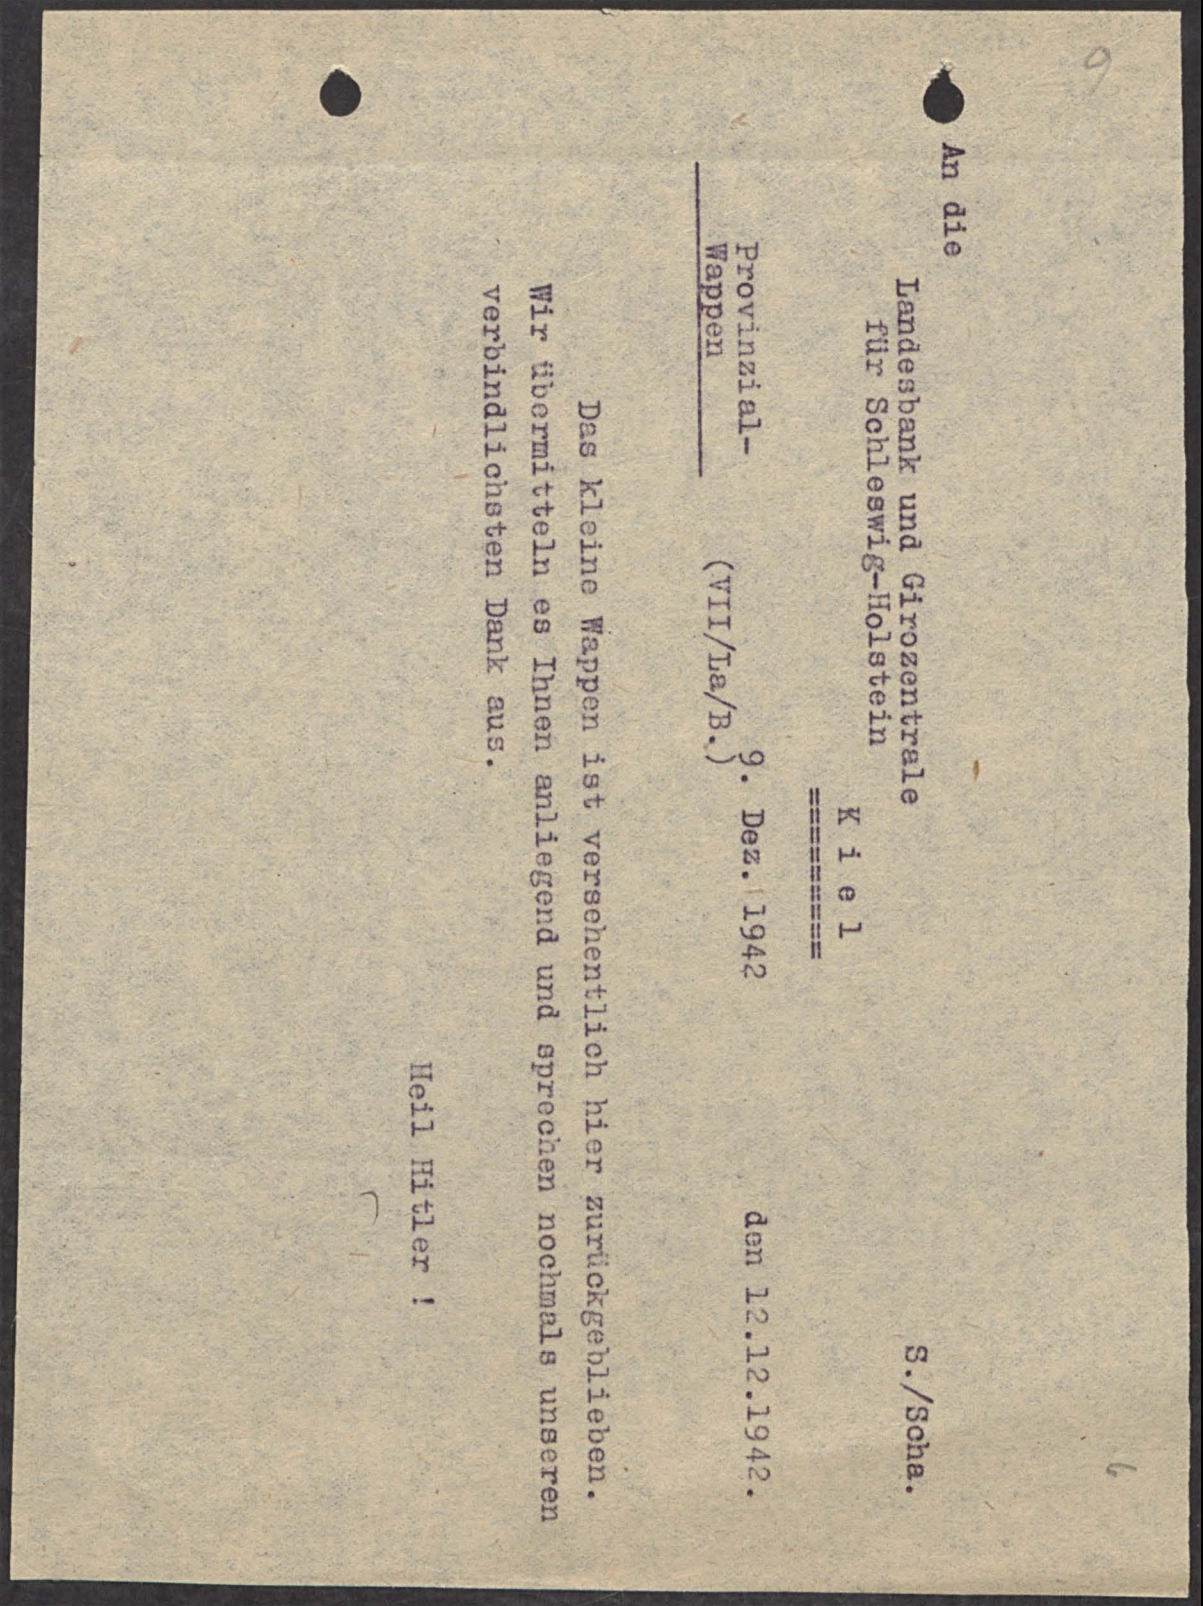 6
An die
S./Scha.
Landesbank und Girozentrale
für Schleswig-Holstein
K i e l
========
Provinzial- 9. Dez. 1942 den 12.12.1942.
Wappen (VII/La/B.)
Das kleine Wappen ist versehentlich hier zurückgeblieben.
Wir übermitteln es Ihnen anliegend und sprechen nochmals unseren
verbindlichsten Dank aus.
Heil Hitler !